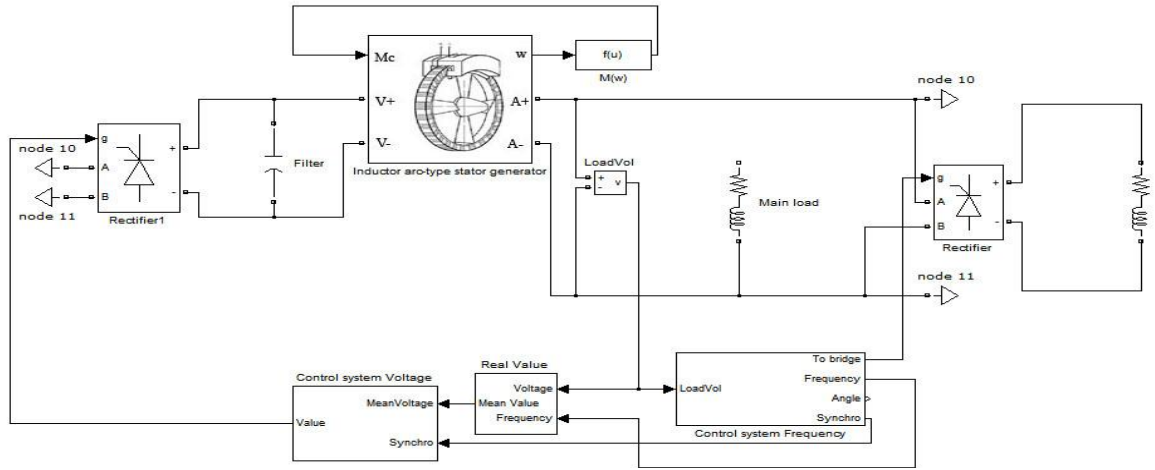 Mc
w
f(u)
M(w)
V+
A+
V-
A-
Inductor aro-type stator generator
node 10
g
A
B
+
-
node 11
Rectifier1
Filter
LoadVol
+
-
v
Main load
node 10
g
A
B
+
-
Rectifier
node 11
Control system Voltage
MeanVoltage
Value
Synchro
Real Value
Voltage
Mean Value
Frequency
LoadVol
To bridge
Frequency
Angle
Synchro
Control system Frequency